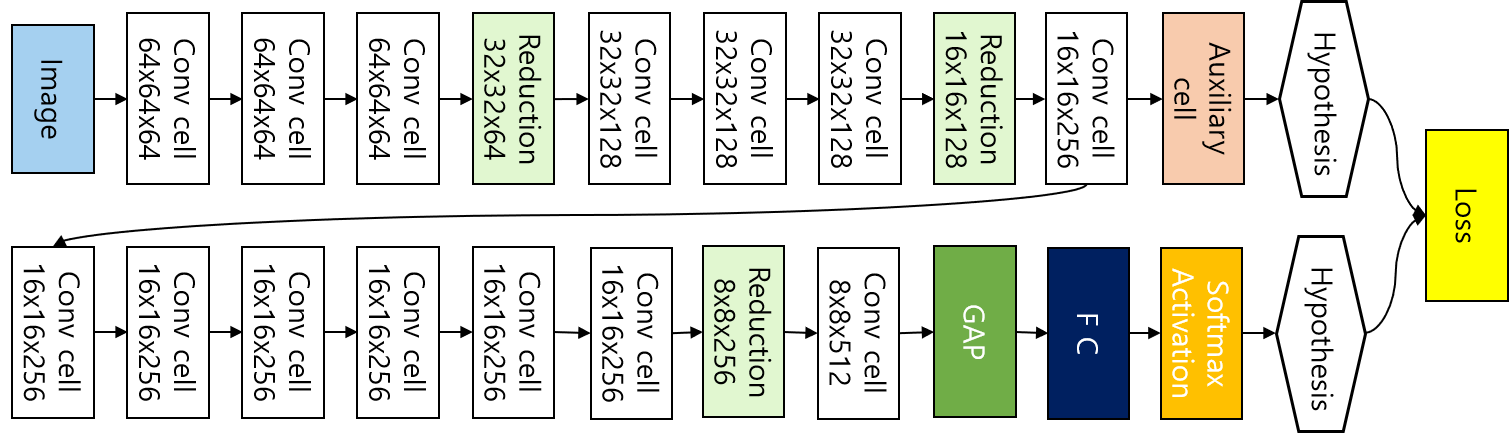 Image
Conv cell
64x64x64
Conv cell
64x64x64
Conv cell
64x64x64
Reduction
32x32x64
Conv cell
32x32x128
Conv cell
32x32x128
Conv cell
32x32x128
Reduction
16x16x128
Conv cell
16x16x256
Auxiliary
cell
Hypothesis
Loss
Conv cell
16x16x256
Conv cell
16x16x256
Conv cell
16x16x256
Conv cell
16x16x256
Conv cell
16x16x256
Conv cell
16x16x256
Reduction
8x8x256
Conv cell
8x8x512
GAP
F C
Softmax
Activation
Hypothesis